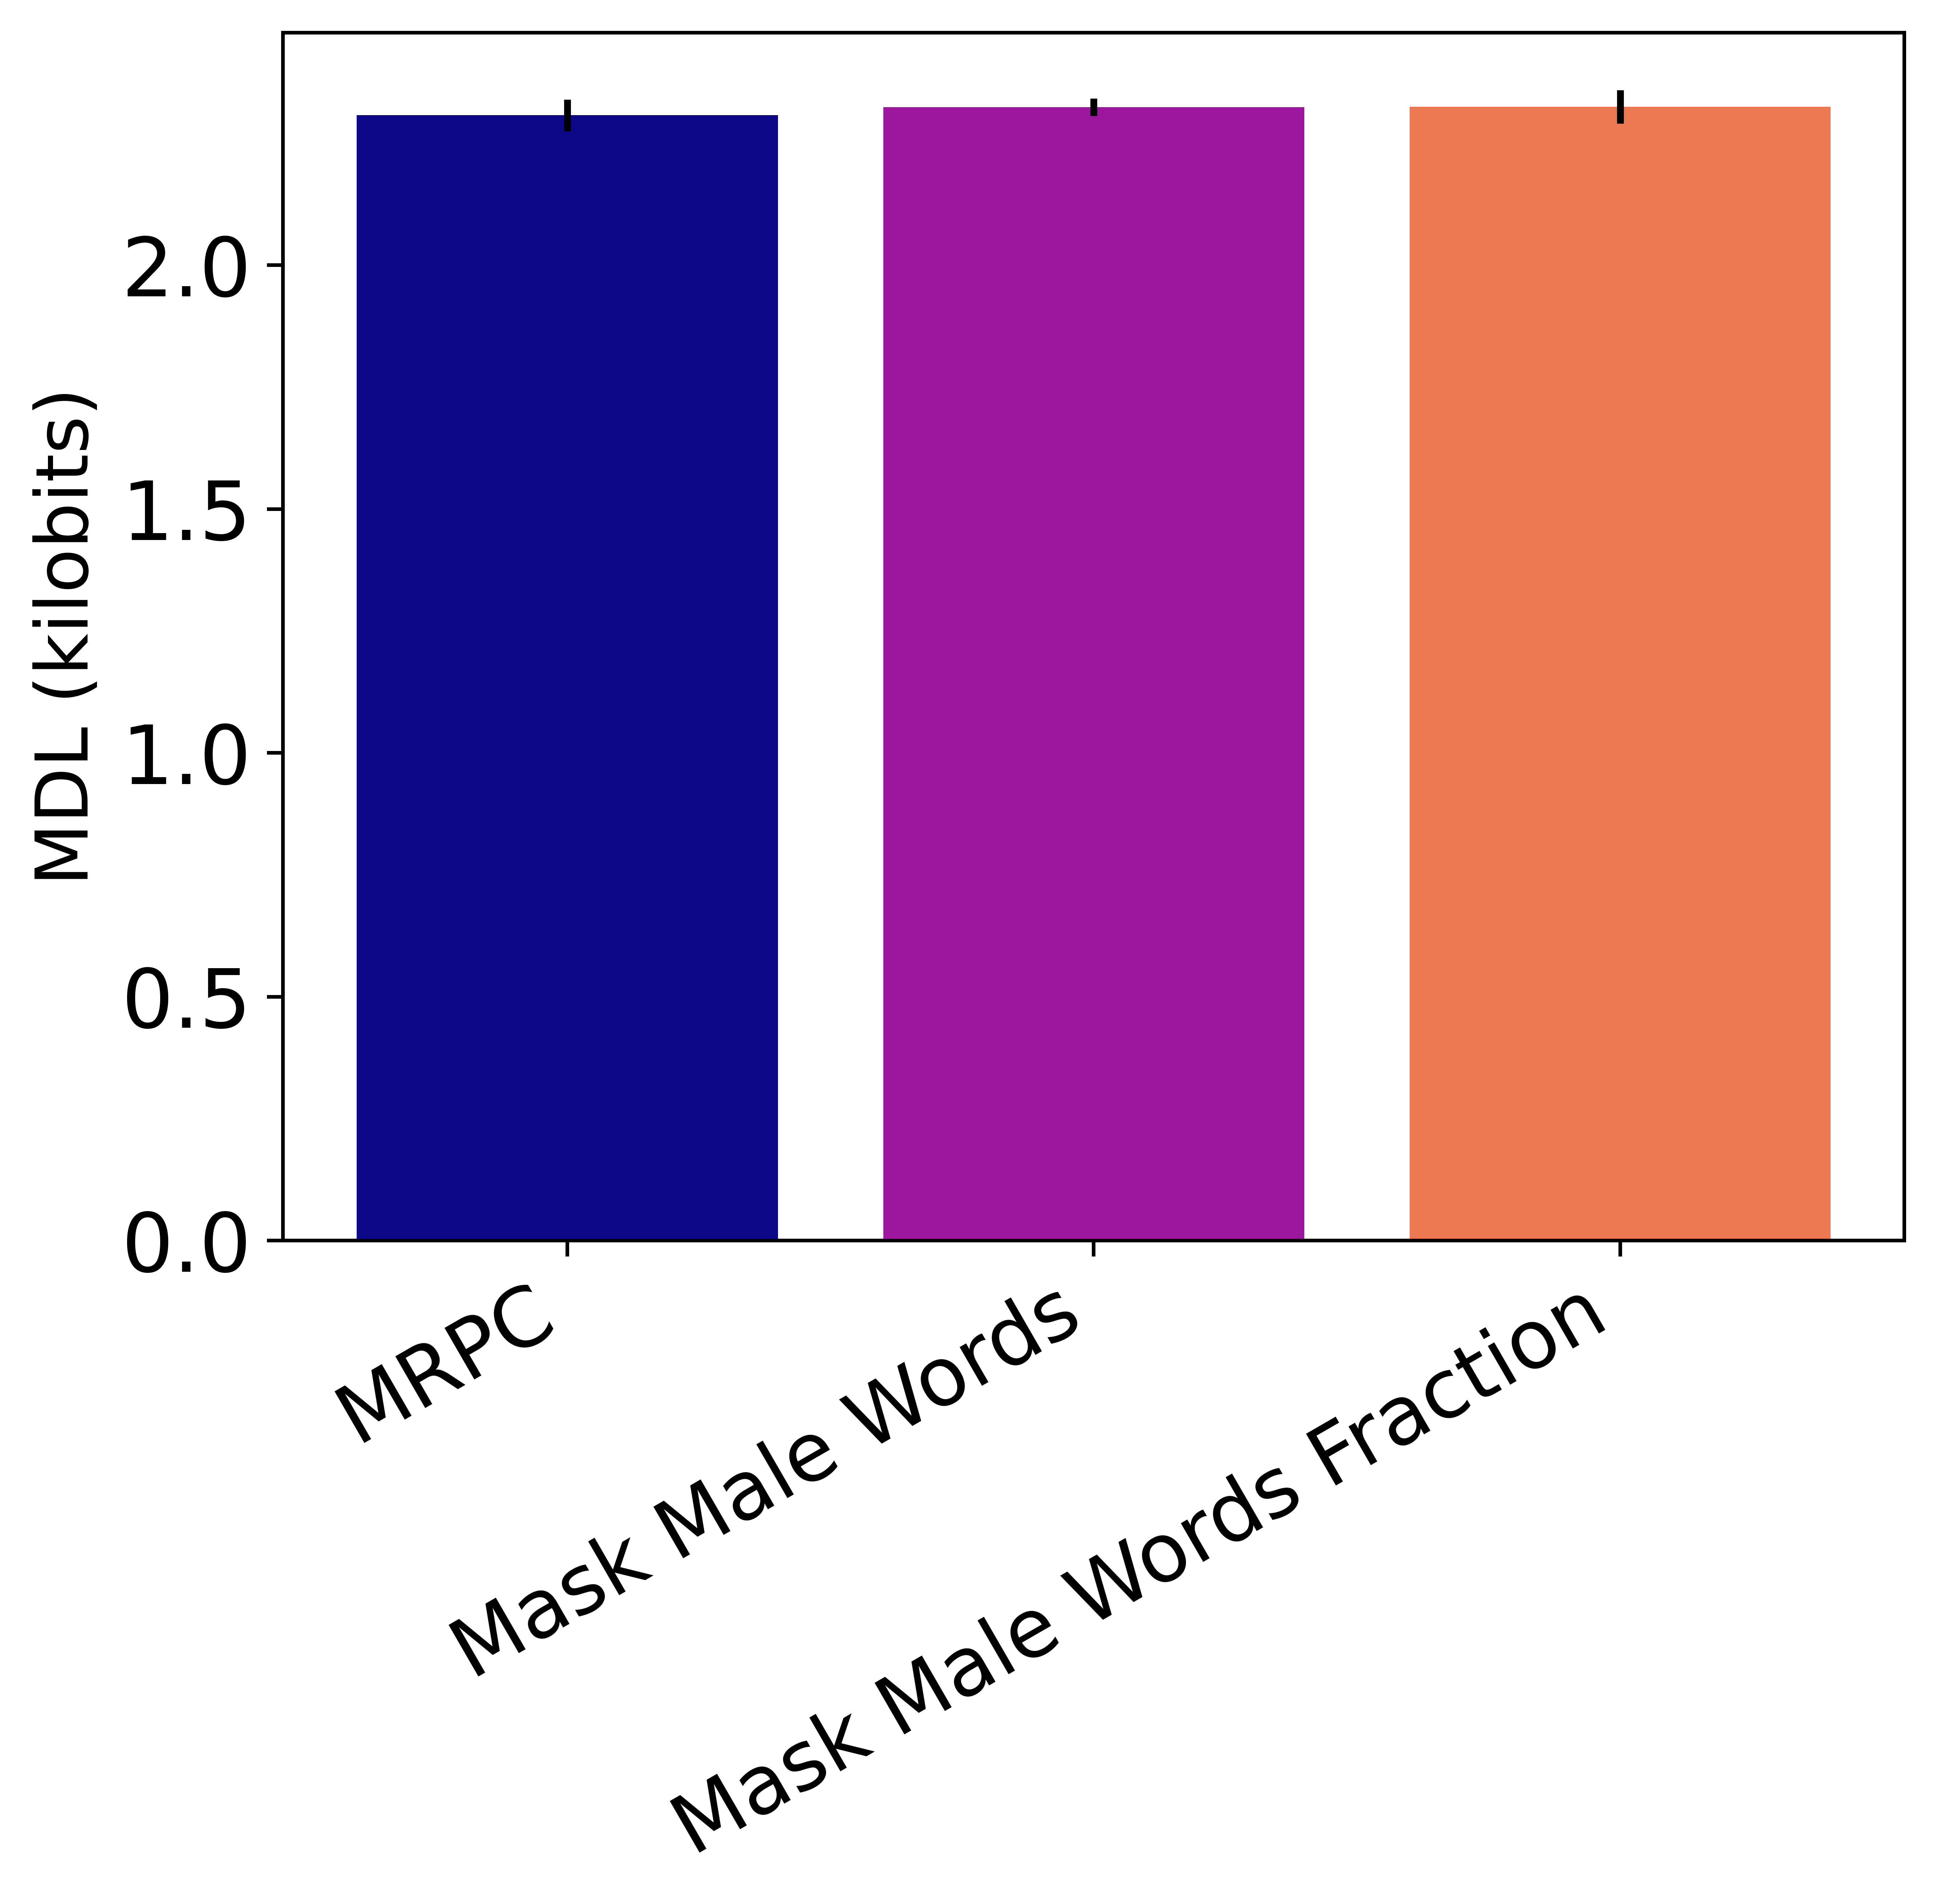 MDL (kilobits)
2.0
1.5
1.0
0.5
0.0
MRPC
Mask Male Words
Mask Male Words Fraction